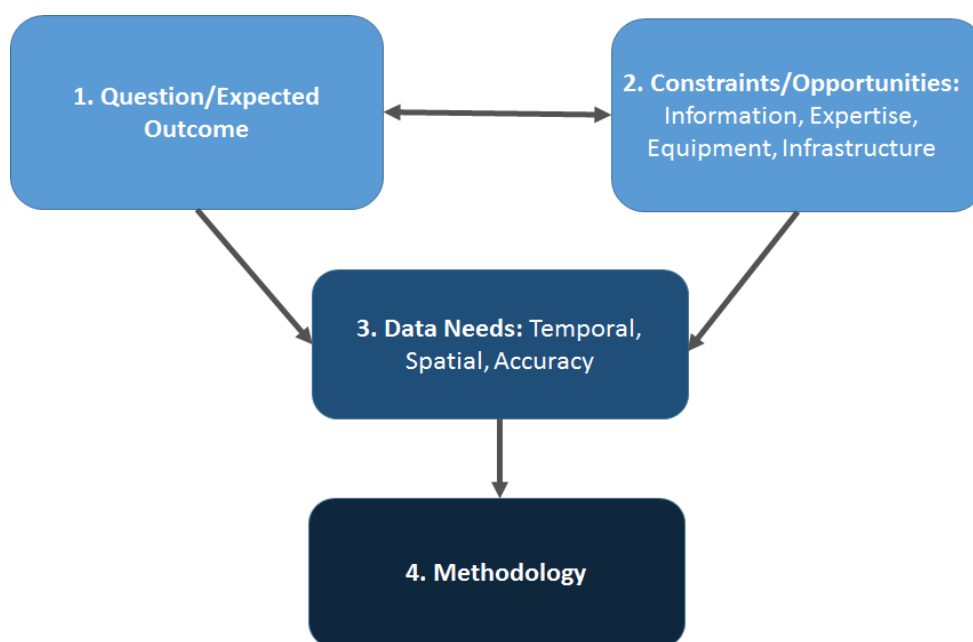 1. Question/Expected
Outcome
2. Constraints/Opportunities:
Information, Expertise,
Equipment, Infrastructure
3. Data Needs: Temporal,
Spatial, Accuracy
4. Methodology